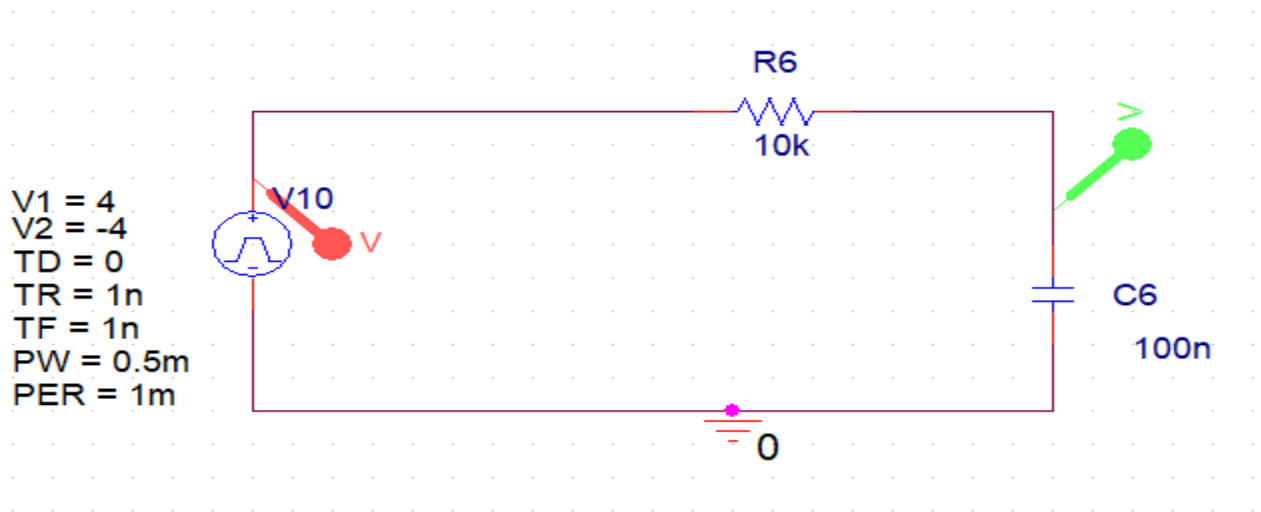 R6
10k
V
V10
V
V1 = 4
V2 = -4
TD = 0
TR = 1n
TF = 1n
PW = 0.5m
PER = 1m
C6
100n
0